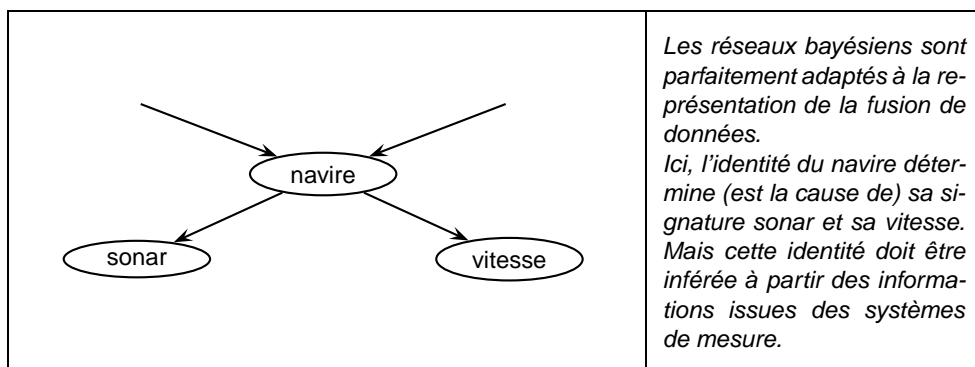 navire
sonar
vitesse
Les réseaux bayésiens sont
parfaitement adaptés à la re-
présentation de la fusion de
données.
Ici, l'identité du navire déter-
mine (est la cause de) sa si-
gnature sonar et sa vitesse.
Mais cette identité doit être
inférée à partir des informa-
tions issues des systèmes
de mesure.